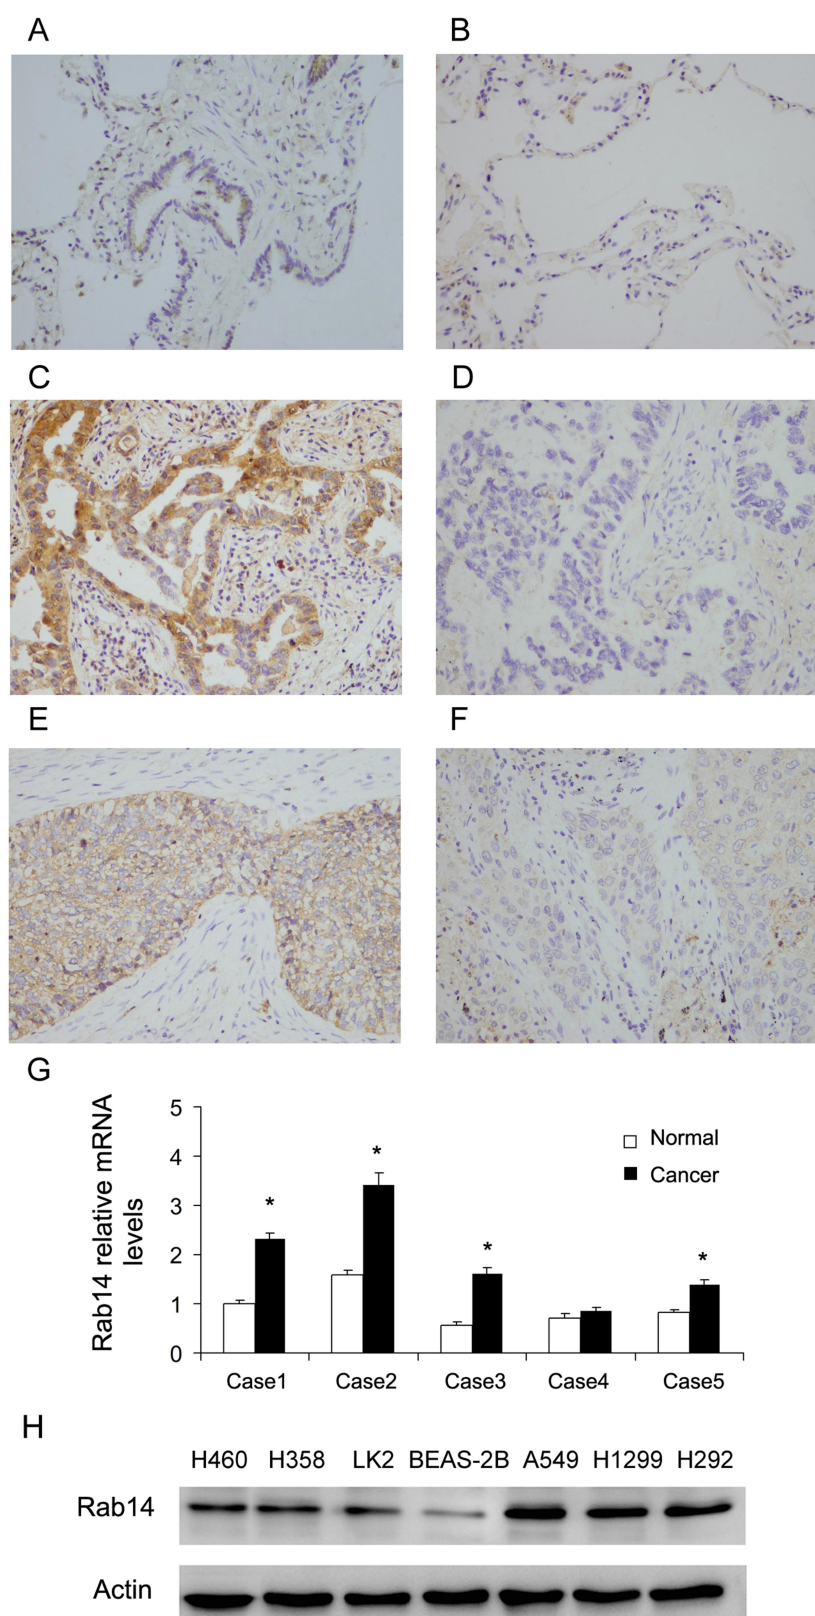 A
B
C
D
E
F
G
Rab14 relative mRNA
levels
5
4
3
2
1
0
Normal
Cancer
*
*
*
*
Case1 Case2 Case3 Case4 Case5
H
H460 H358 LK2 BEAS-2B A549 H1299 H292
Rab14
Actin